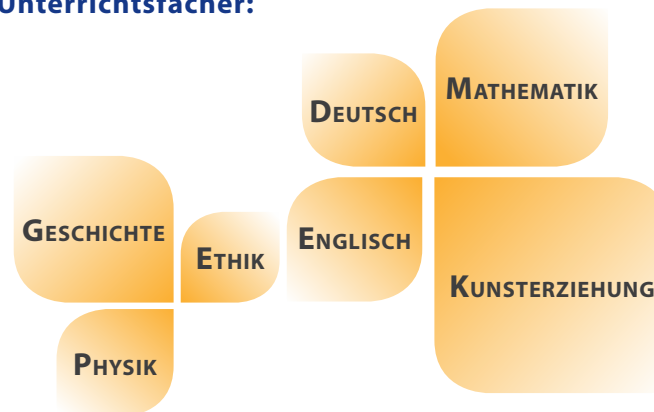 Unterrichtsfächer:
MATHEMATIK
DEUTSCH
GESCHICHTE
ETHIK
ENGLISCH
KUNSTERZIEHUNG
PHYSIK